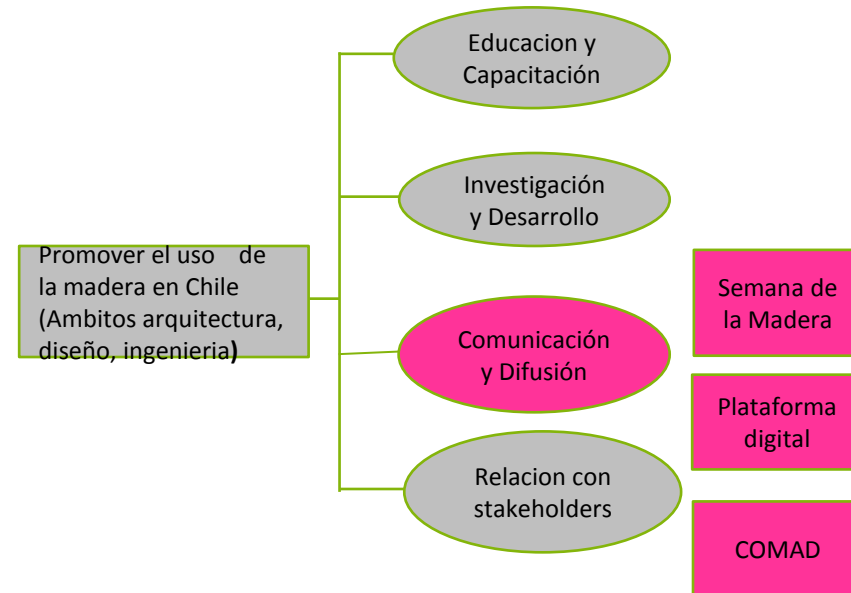 Educacion y
Capacitación
Investigación
y Desarrollo
Promover el uso de
la madera en Chile
(Ambitos arquitectura,
diseño, ingenieria)
Comunicación
y Difusión
Relacion con
stakeholders
Semana de
la Madera
Plataforma
digital
COMAD